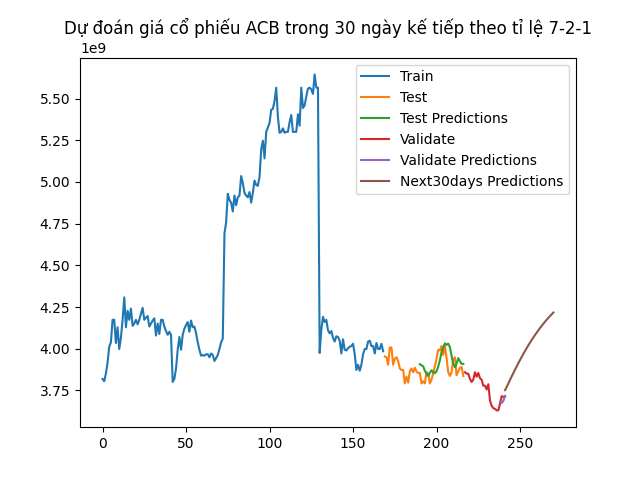 Dự đoán giá cổ phiếu ACB trong 30 ngày kế tiếp theo tỉ lệ 7-2-1
1e9
Train
Test
Test Predictions
Validate
Validate Predictions
Next30days Predictions
5.50
5.25
5.00
4.75
4.50
4.25
4.00
3.75
0 50 100 150 200 250